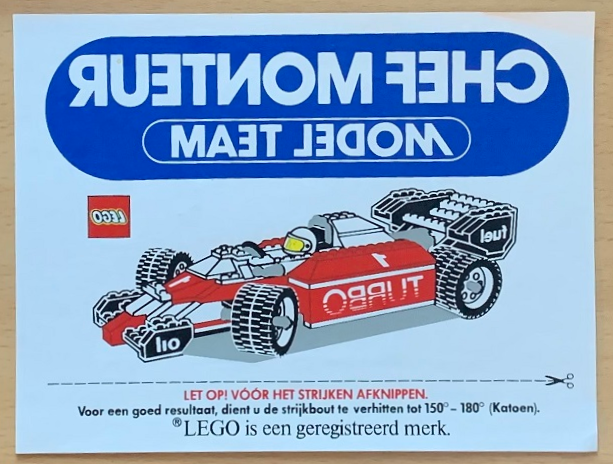 CHEF MONTEUR
MODEL TEAM
LEGO
fuel
1
1
TURBO
oil
LET OP! VÓÓR HET STRIJKEN AFKNIPPEN.
Voor een goed resultaat, dient u de strijkbout te verhitten tot 150° – 180° (Katoen).
®LEGO is een geregistreerd merk.